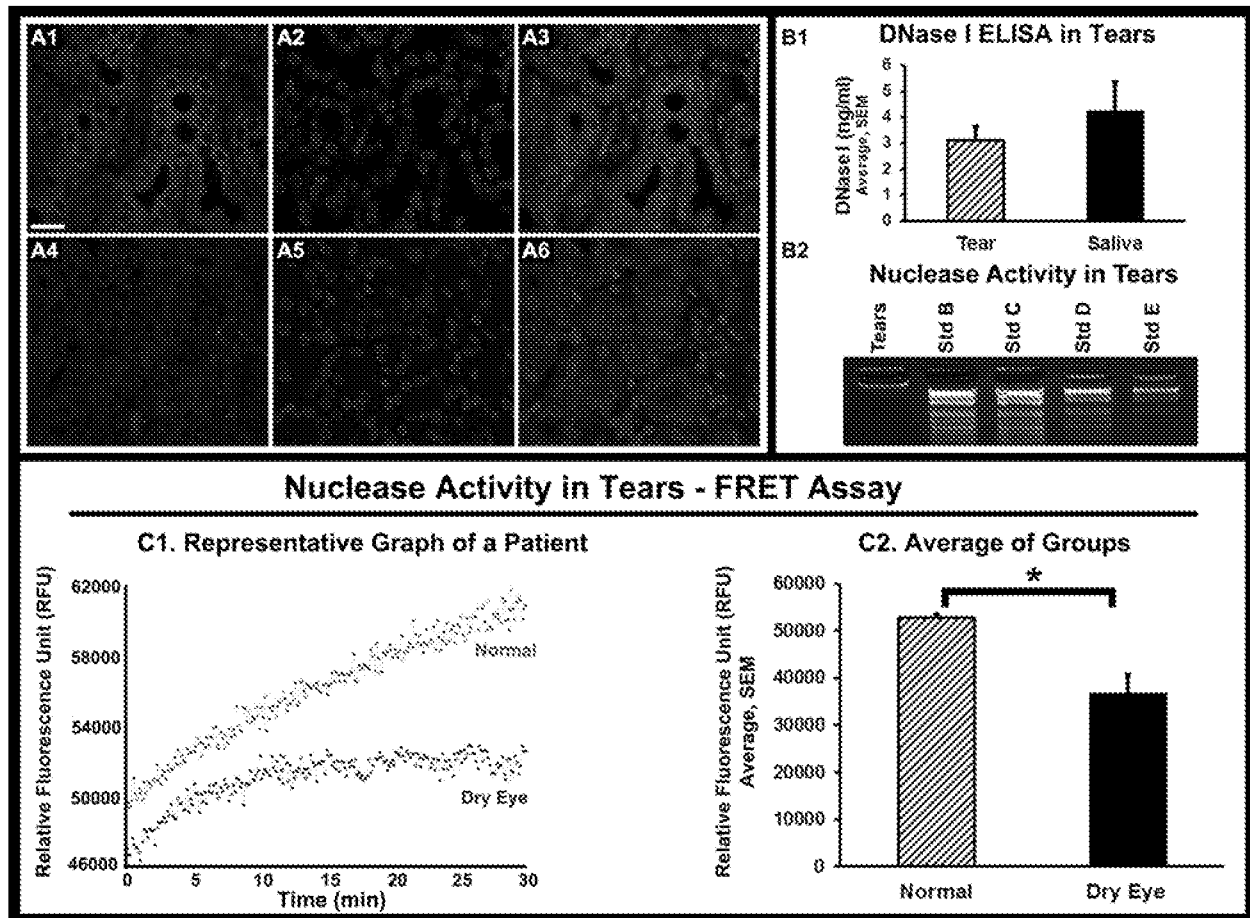 A1
A2
A3
A4
A5
A6
B1
DNase I ELISA in Tears
DNase I (ng/ml)
Average, SEM
6
5
4
3
2
1
0
Tear
Saliva
B2
Nuclease Activity in Tears
Tears
Std B
Std C
Std D
Std E
Nuclease Activity in Tears - FRET Assay
C1. Representative Graph of a Patient
Relative Fluorescence Unit (RFU)
62000
58000
54000
50000
46000
Normal
Dry Eye
0
5
10
15
20
25
30
Time (min)
C2. Average of Groups
Relative Fluorescence Unit (RFU)
Average, SEM
60000
50000
40000
30000
20000
10000
0
*
Normal
Dry Eye